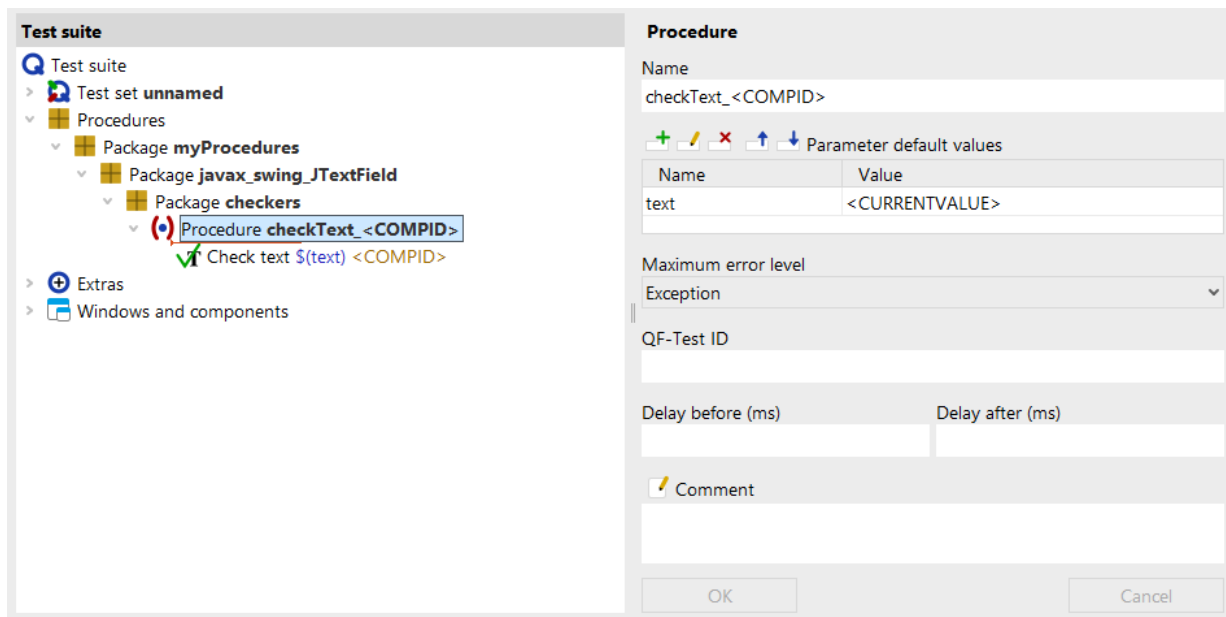 Test suite
Test suite
Test set unnamed
Procedures
Package myProcedures
Package javax_swing_JTextField
Package checkers
Procedure checkText_<COMPID>
Check text $(text) <COMPID>
Extras
Windows and components
Procedure
Name
checkText_<COMPID>
Parameter default values
Name Value
text <CURRENTVALUE>
Maximum error level
Exception
QF-Test ID
Delay before (ms) Delay after (ms)
Comment
OK Cancel